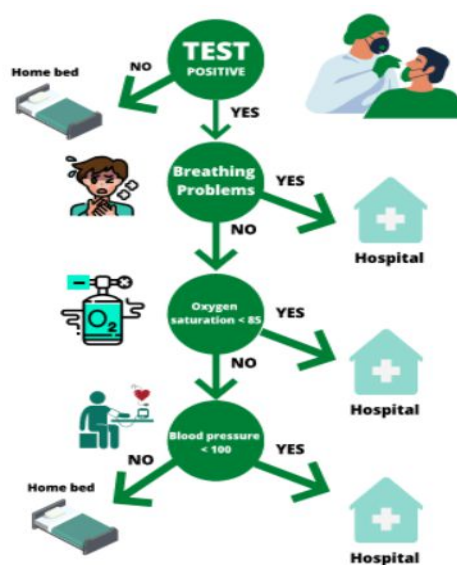 TEST
POSITIVE
NO
Home bed
YES
Breathing
Problems
YES
NO
Hospital
O2
Oxygen
saturation < 85
YES
NO
Hospital
Blood pressure
< 100
NO
YES
Home bed
Hospital